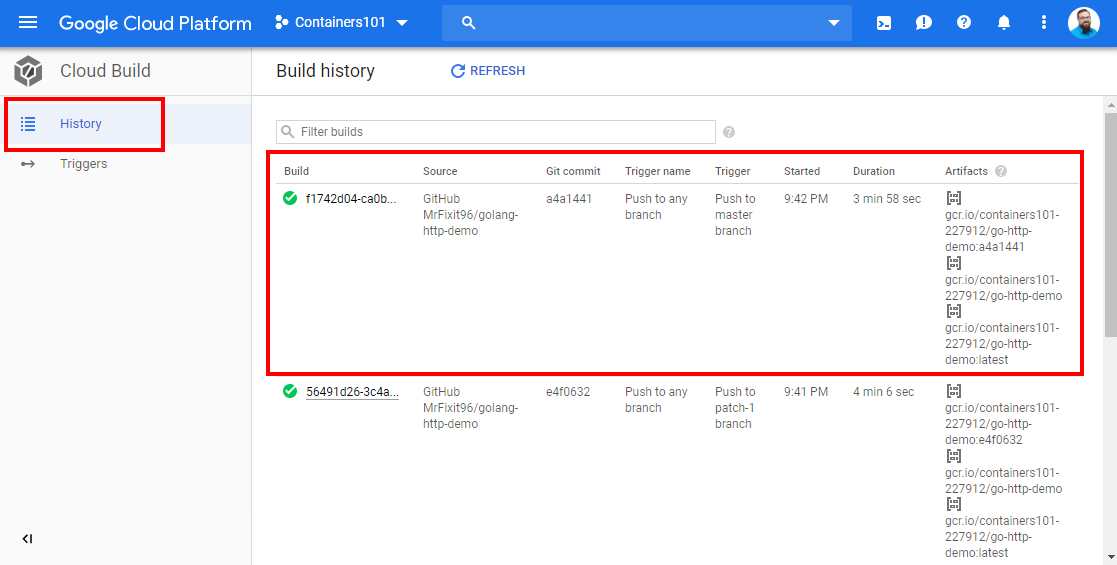 Google Cloud Platform
Containers101
Cloud Build
Build history
REFRESH
History
Triggers
Filter builds
Build Source Git commit Trigger name Trigger Started Duration Artifacts
f1742d04-ca0b... GitHub a4a1441 Push to any Push to 9:42 PM 3 min 58 sec
MrFixit96/golang- branch master gcr.io/containers101-
http-demo branch 227912/go-http-
demo:a4a1441
gcr.io/containers101-
227912/go-http-demo
gcr.io/containers101-
227912/go-http-
demo:latest
56491d26-3c4a... GitHub e4f0632 Push to any Push to 9:41 PM 4 min 6 sec
MrFixit96/golang- branch patch-1 gcr.io/containers101-
http-demo branch 227912/go-http-
demo:e4f0632
gcr.io/containers101-
227912/go-http-demo
gcr.io/containers101-
227912/go-http-
demo:latest